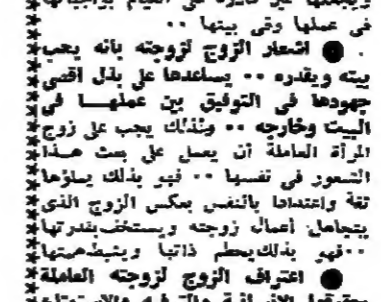 في عملها وفي بيتها ..
● اشعار الزوج لزوجته بأنه يحب
بيته ويقدره .. يساعدها على بذل اقصى
جهودها في التوفيق بين عملها في
البيت وخارجه .. ولذلك يجب على زوج
المرأة العاملة أن يعمل على بعث هذا
الشعور في نفسها .. فهو بذلك يملؤها
ثقة واعتدادا بالنفس بعكس الزوج الذى
يتجاهل أعمال زوجته ويستخف بقدرتها
.. فهو بذلك يحطم ذاتها ويثبط همتها
● اعتراف الزوج لزوجته العاملة